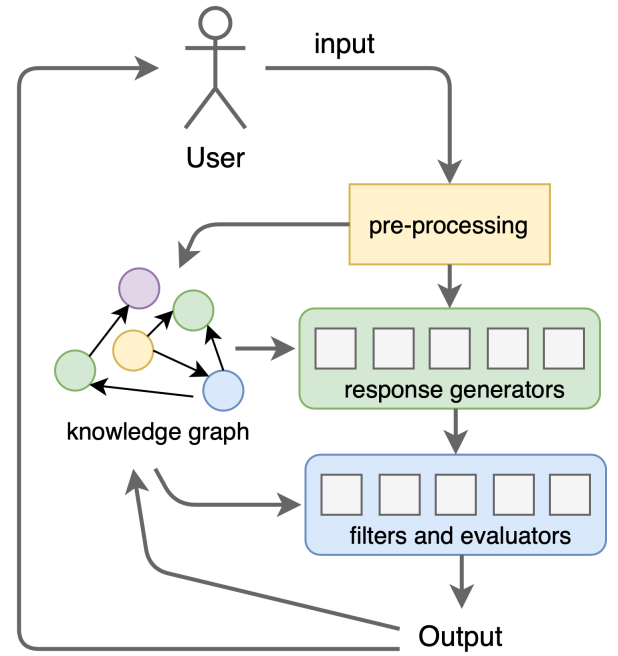 input
User
pre-processing
response generators
knowledge graph
filters and evaluators
Output